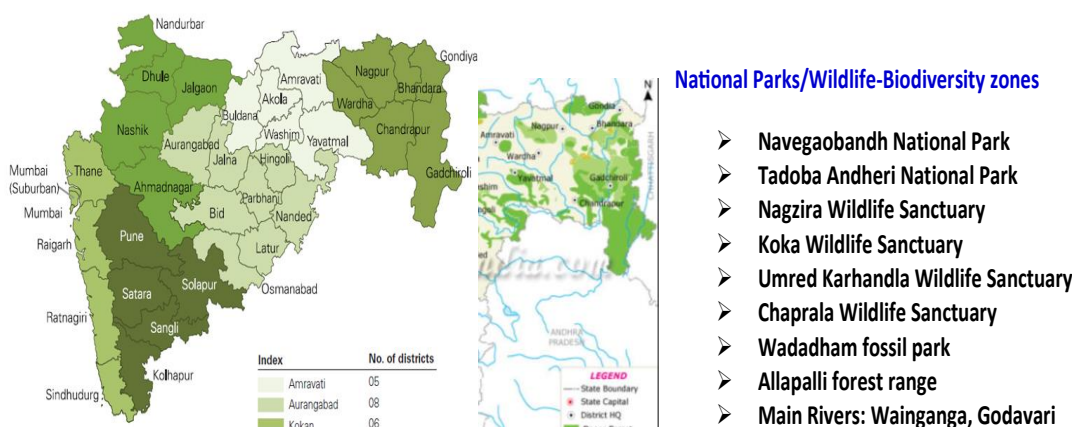 Nandurbar
Dhule
Jalgaon
Nashik
Buldana
Akola
Amravati
Washim
Yavatmal
Nagpur
Wardha
Bhandara
Gondiya
Chandrapur
Gadchiroli
Aurangabad
Jalna
Hingoli
Parbhani
Nanded
Bid
Latur
Osmanabad
Mumbai
(Suburban)
Thane
Mumbai
Ahmadnagar
Raigarh
Pune
Satara
Solapur
Ratnagiri
Sangli
Kolhapur
Sindhudurg
Index No. of districts
Amravati 05
Aurangabad 08
Kokan 06
N
Gondia
Amravati
Nagpur
Bhandara
Wardha
Yavatmal
Gadchiroli
Chandrapur
CHHATTISGARH
ANDHRA
PRADESH
LEGEND
State Boundary
State Capital
District HQ
National Parks/Wildlife-Biodiversity zones
➢ Navegaobandh National Park
➢ Tadoba Andheri National Park
➢ Nagzira Wildlife Sanctuary
➢ Koka Wildlife Sanctuary
➢ Umred Karhandla Wildlife Sanctuary
➢ Chaprala Wildlife Sanctuary
➢ Wadadham fossil park
➢ Allapalli forest range
➢ Main Rivers: Wainganga, Godavari